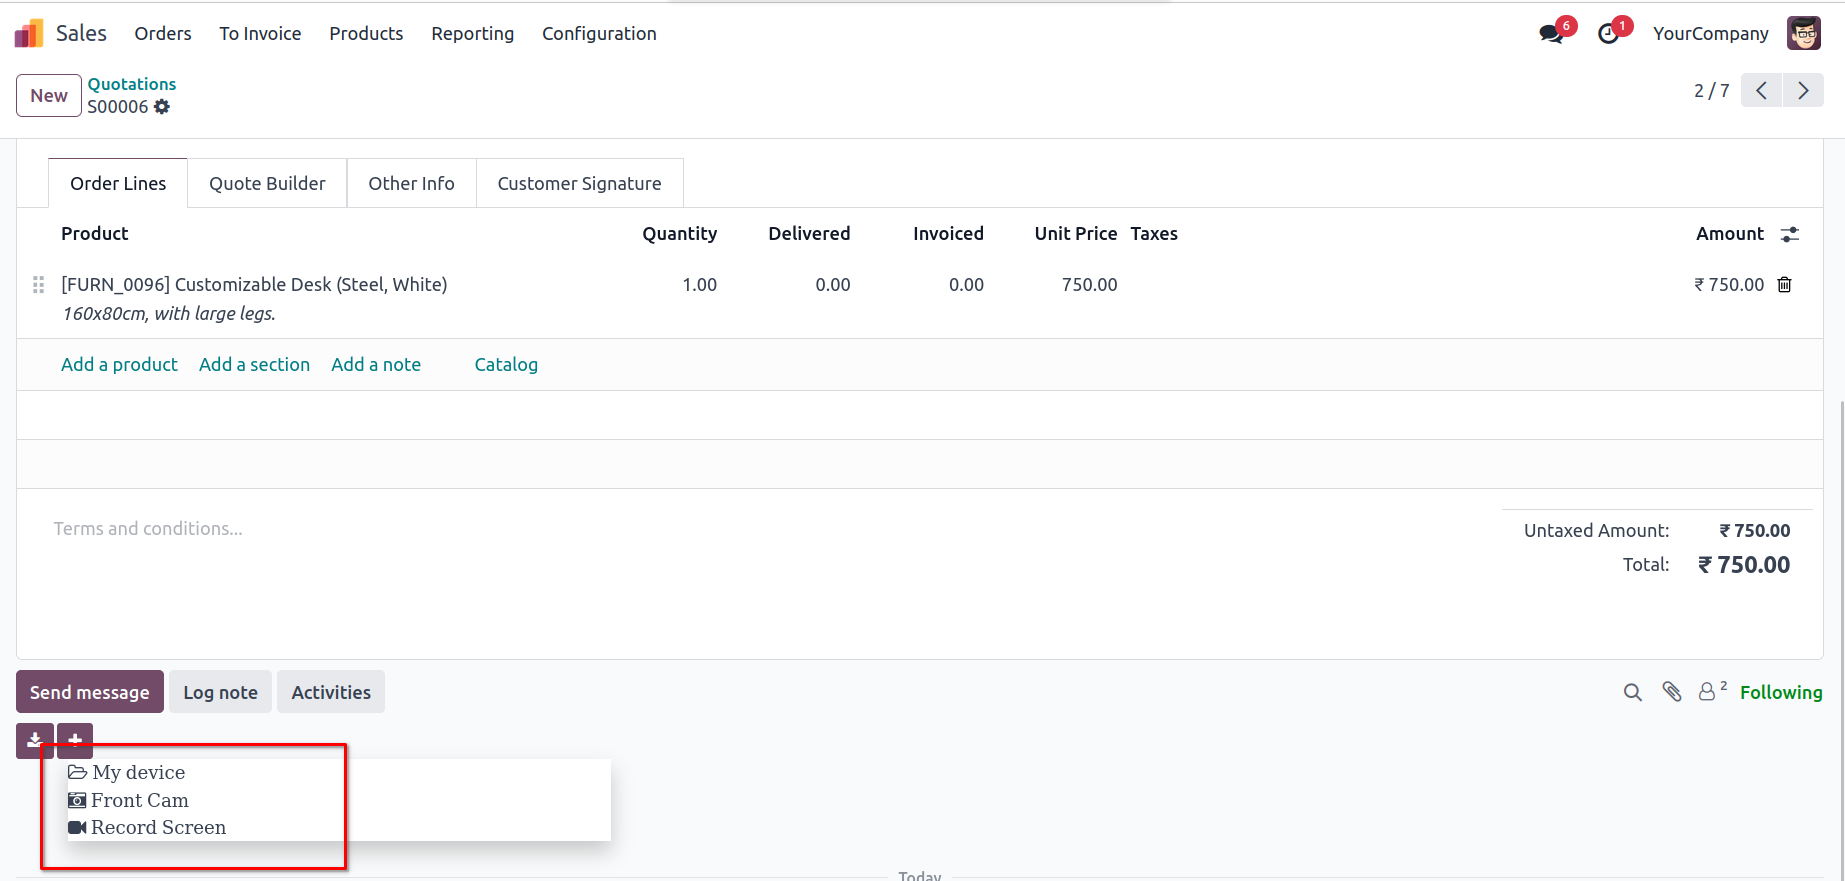 Sales Orders To Invoice Products Reporting Configuration 6 1 YourCompany
New Quotations
S00006 2 / 7
Order Lines Quote Builder Other Info Customer Signature
Product Quantity Delivered Invoiced Unit Price Taxes Amount
[FURN_0096] Customizable Desk (Steel, White) 1.00 0.00 0.00 750.00 ₹ 750.00
160x80cm, with large legs.
Add a product Add a section Add a note Catalog
Terms and conditions...
Untaxed Amount: ₹ 750.00
Total: ₹ 750.00
Send message Log note Activities 2 Following
My device
Front Cam
Record Screen
Today